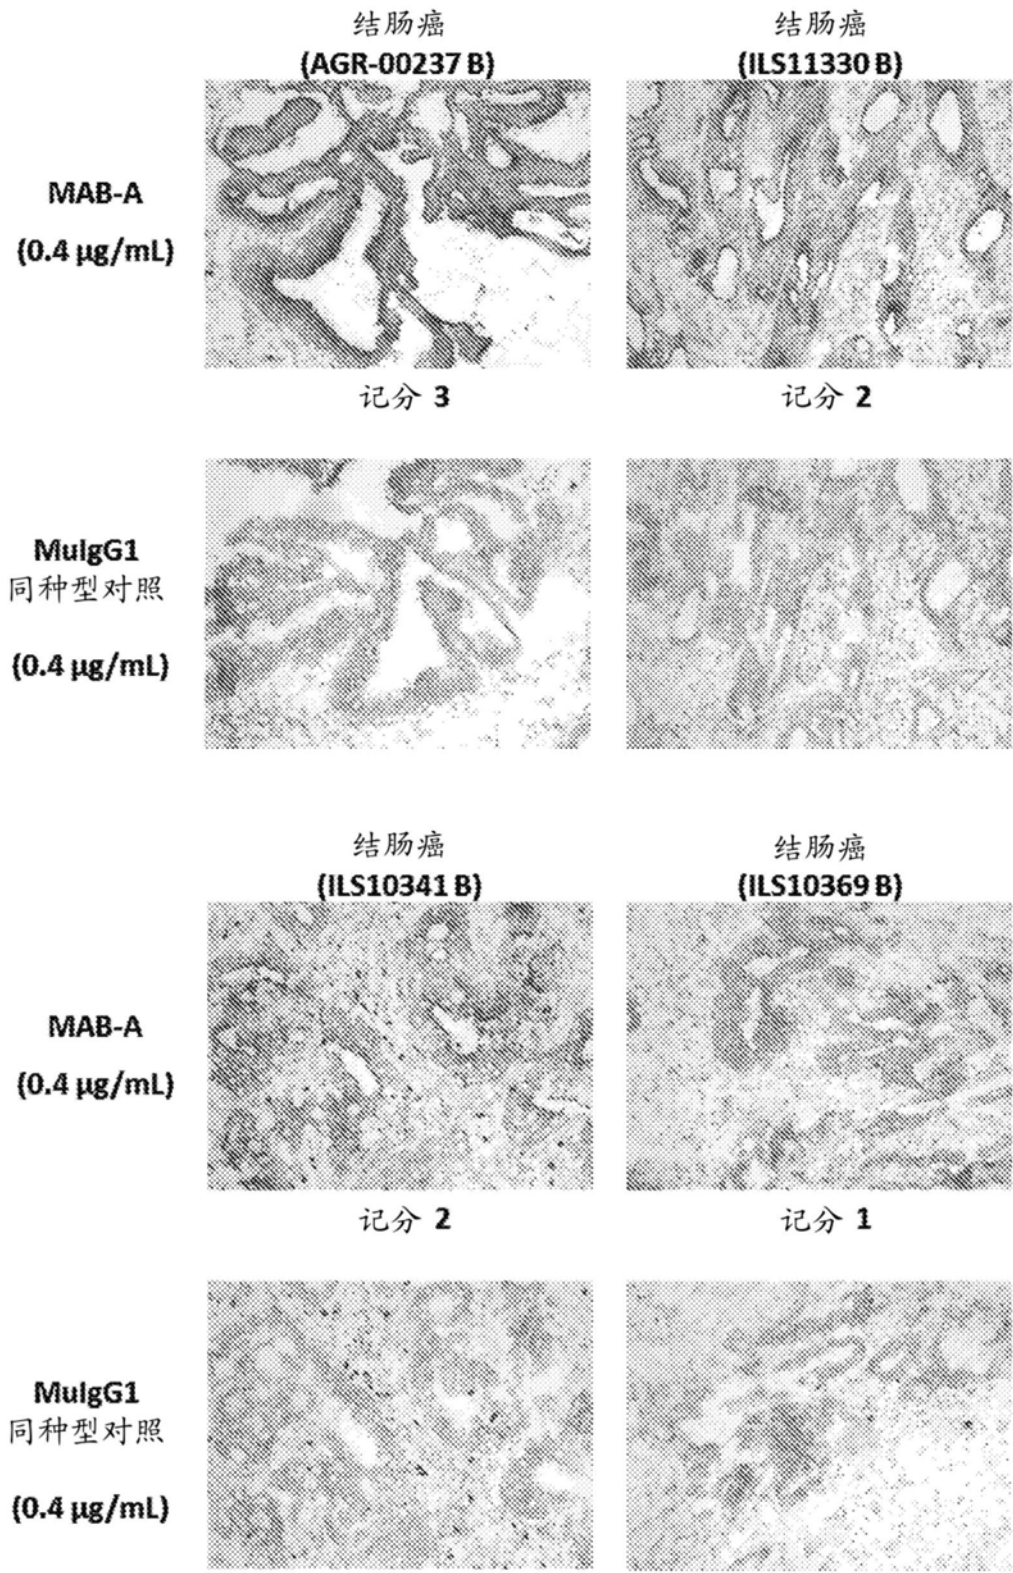 结肠癌
(AGR-00237 B)
结肠癌
(ILS11330 B)
MAB-A
(0.4 µg/mL)
记分 3
记分 2
MuIgG1
同种型对照
(0.4 µg/mL)
结肠癌
(ILS10341 B)
结肠癌
(ILS10369 B)
MAB-A
(0.4 µg/mL)
记分 2
记分 1
MuIgG1
同种型对照
(0.4 µg/mL)